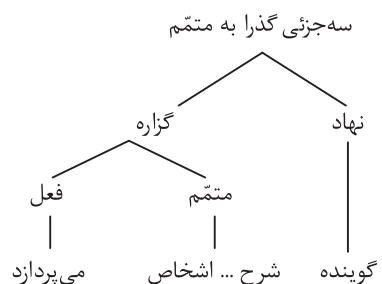 سه‌جزئی گذرا به متمّم
نهاد گزاره
متمّم فعل
گوینده شرح ... اشخاص می‌پردازد